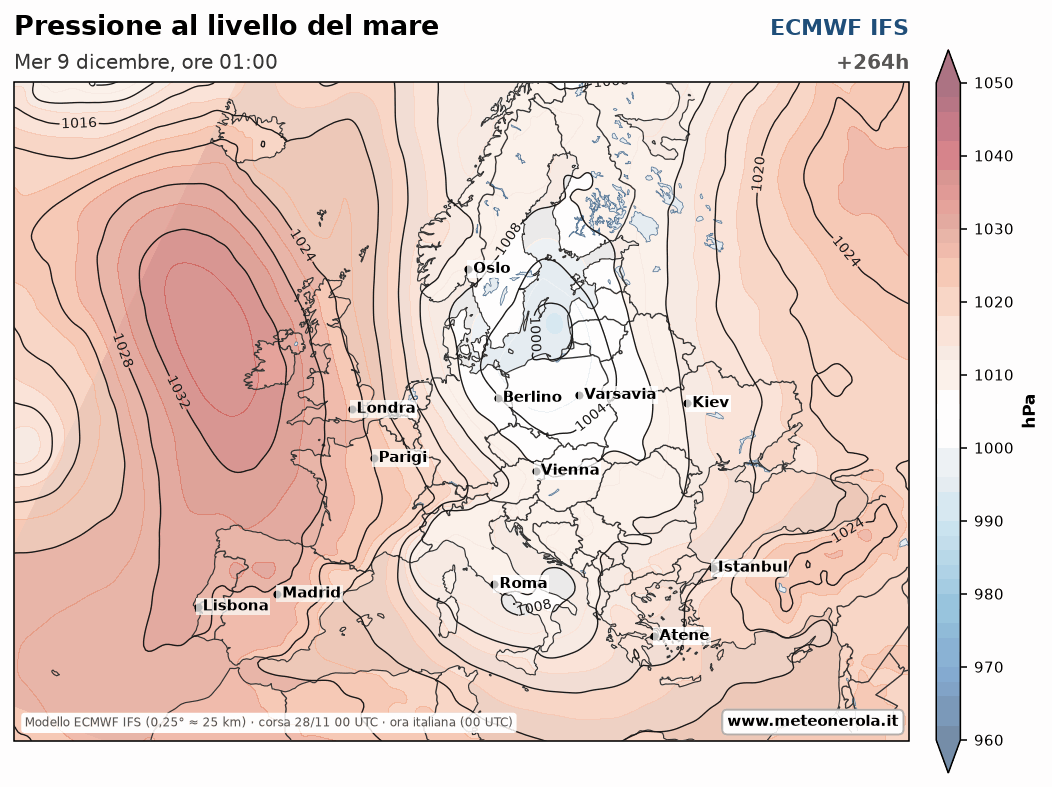 Pressione al livello del mare
ECMWF IFS
Mer 9 dicembre, ore 01:00
+264h
1016
1020
1008
1024
1024
Oslo
1000
1028
1032
Berlino
Varsavia
Kiev
Londra
1004
Parigi
Vienna
1024
Istanbul
Roma
Madrid
Lisbona
1008
Atene
Modello ECMWF IFS (0,25° ≈ 25 km) · corsa 28/11 00 UTC · ora italiana (00 UTC)
www.meteonerola.it
1050
1040
1030
1020
1010
1000
990
980
970
960
hPa